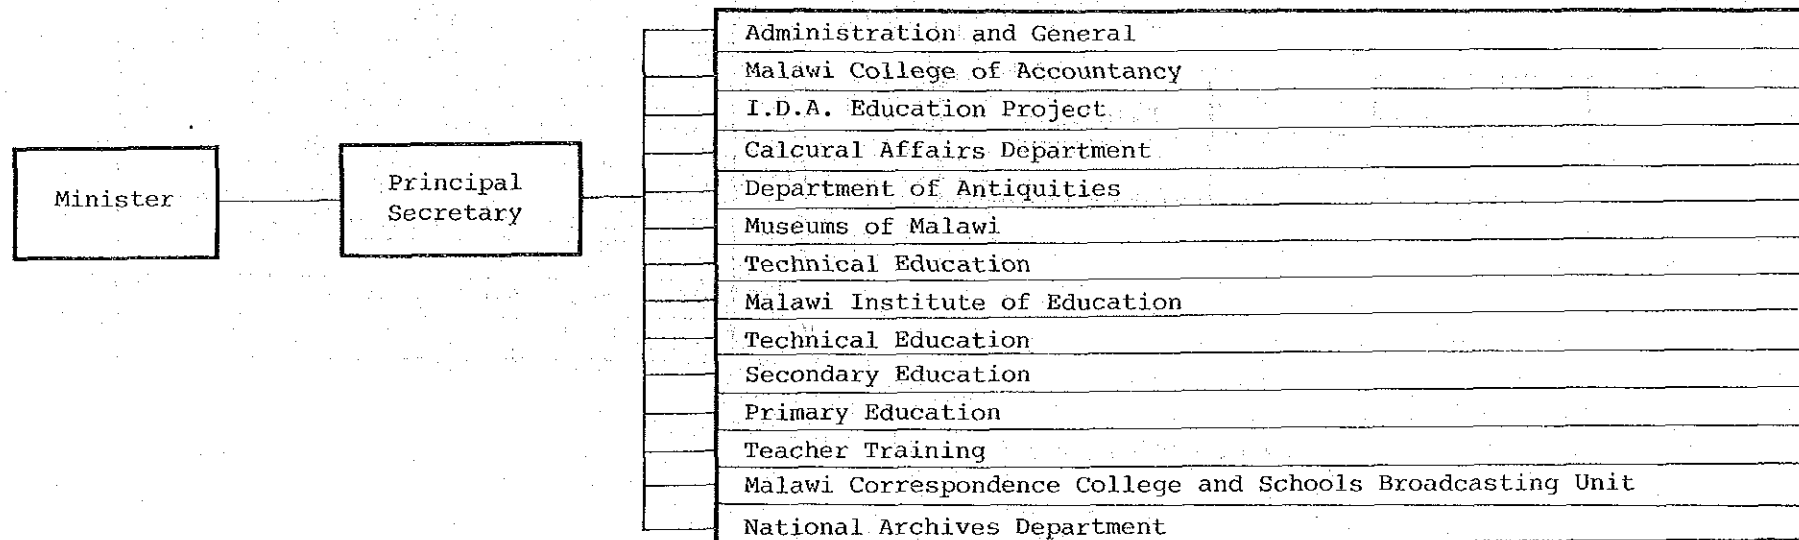 Minister
Principal
Secretary
Administration and General
Malawi College of Accountancy
I.D.A. Education Project
Calcural Affairs Department
Department of Antiquities
Museums of Malawi
Technical Education
Malawi Institute of Education
Technical Education
Secondary Education
Primary Education
Teacher Training
Malawi Correspondence College and Schools Broadcasting Unit
National Archives Department